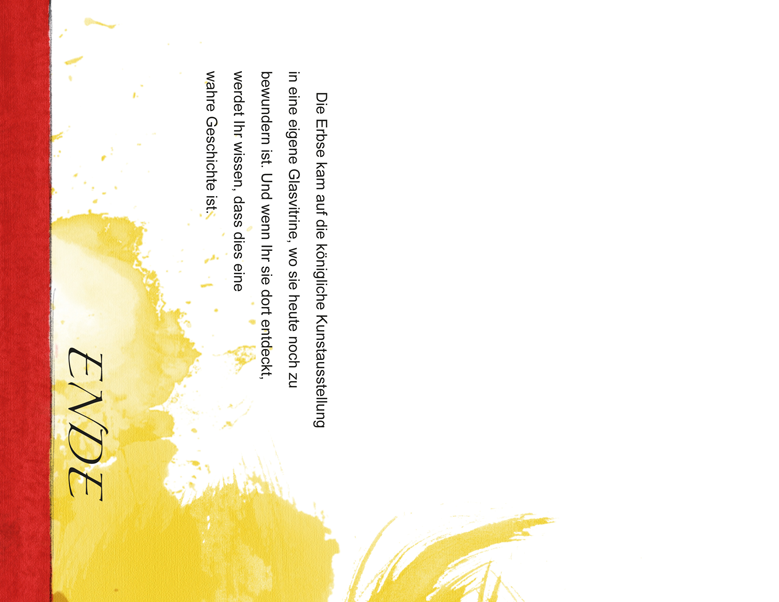 Die Erbse kam auf die königliche Kunstausstellung
in eine eigene Glasvitrine, wo sie heute noch zu
bewundern ist. Und wenn Ihr sie dort entdeckt,
werdet Ihr wissen, dass dies eine
wahre Geschichte ist.
ENDE